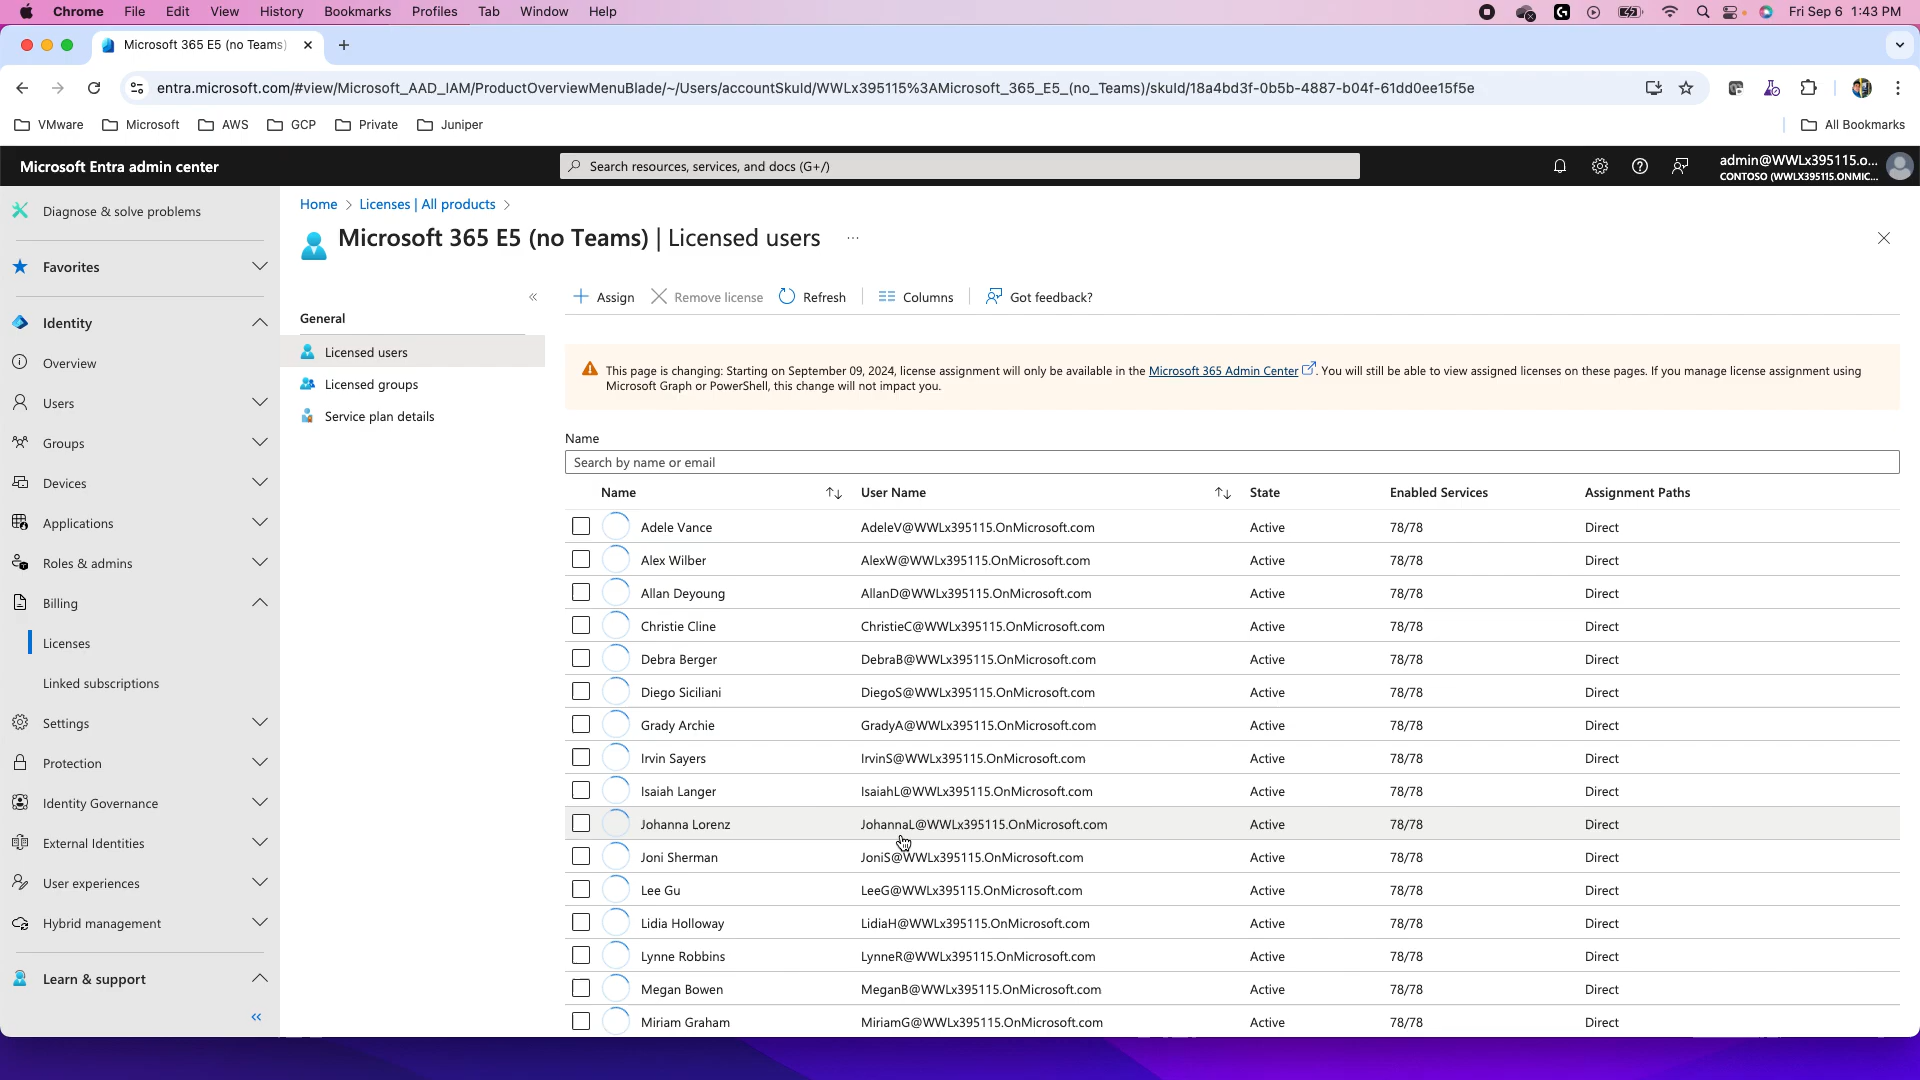 Chrome File Edit View History Bookmarks Profiles Tab Window Help Fri Sep 6 1:43 PM
Microsoft 365 E5 (no Teams)
entra.microsoft.com/#view/Microsoft_AAD_IAM/ProductOverviewMenuBlade/~/Users/accountSkuId/WWLx395115%3AMicrosoft_365_E5_(no_Teams)/skuId/18a4bd3f-0b5b-4887-b04f-61dd0ee15f5e
VMware Microsoft AWS GCP Private Juniper All Bookmarks
Microsoft Entra admin center
Search resources, services, and docs (G+/)
admin@WWLx395115.o...
CONTOSO (WWLX395115.ONMIC...
Diagnose & solve problems
Favorites
Identity
Overview
Users
Groups
Devices
Applications
Roles & admins
Billing
Licenses
Linked subscriptions
Settings
Protection
Identity Governance
External Identities
User experiences
Hybrid management
Learn & support
Home > Licenses | All products >
Microsoft 365 E5 (no Teams) | Licensed users ...
General
Licensed users
Licensed groups
Service plan details
Assign Remove license Refresh Columns Got feedback?
This page is changing: Starting on September 09, 2024, license assignment will only be available in the Microsoft 365 Admin Center. You will still be able to view assigned licenses on these pages. If you manage license assignment using
Microsoft Graph or PowerShell, this change will not impact you.
Name
Search by name or email
Name User Name State Enabled Services Assignment Paths
Adele Vance AdeleV@WWLx395115.OnMicrosoft.com Active 78/78 Direct
Alex Wilber AlexW@WWLx395115.OnMicrosoft.com Active 78/78 Direct
Allan Deyoung AllanD@WWLx395115.OnMicrosoft.com Active 78/78 Direct
Christie Cline ChristieC@WWLx395115.OnMicrosoft.com Active 78/78 Direct
Debra Berger DebraB@WWLx395115.OnMicrosoft.com Active 78/78 Direct
Diego Siciliani DiegoS@WWLx395115.OnMicrosoft.com Active 78/78 Direct
Grady Archie GradyA@WWLx395115.OnMicrosoft.com Active 78/78 Direct
Irvin Sayers IrvinS@WWLx395115.OnMicrosoft.com Active 78/78 Direct
Isaiah Langer IsaiahL@WWLx395115.OnMicrosoft.com Active 78/78 Direct
Johanna Lorenz JohannaL@WWLx395115.OnMicrosoft.com Active 78/78 Direct
Joni Sherman JoniS@WWLx395115.OnMicrosoft.com Active 78/78 Direct
Lee Gu LeeG@WWLx395115.OnMicrosoft.com Active 78/78 Direct
Lidia Holloway LidiaH@WWLx395115.OnMicrosoft.com Active 78/78 Direct
Lynne Robbins LynneR@WWLx395115.OnMicrosoft.com Active 78/78 Direct
Megan Bowen MeganB@WWLx395115.OnMicrosoft.com Active 78/78 Direct
Miriam Graham MiriamG@WWLx395115.OnMicrosoft.com Active 78/78 Direct